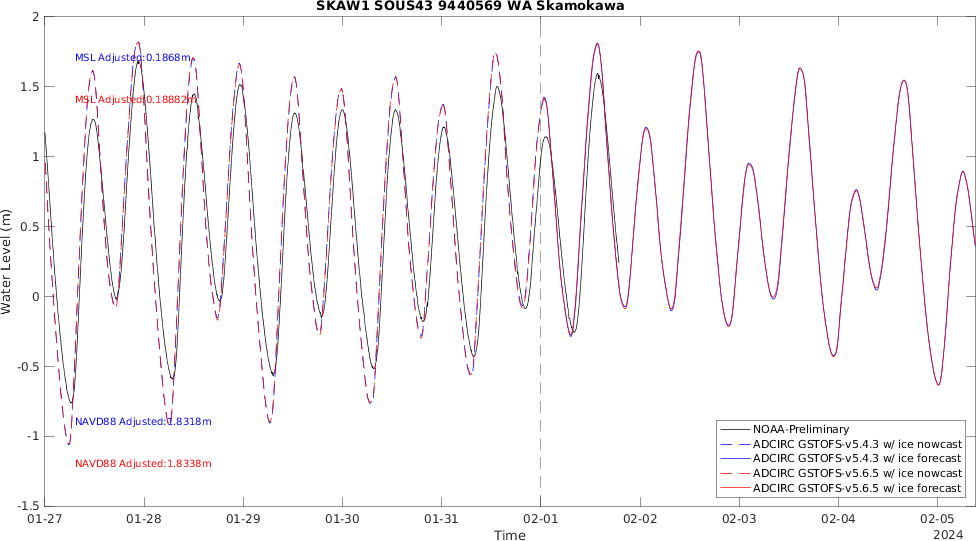 SKAW1 SOUS43 9440569 WA Skamokawa
2
MSL Adjusted:0.1868m
1.5
MSL Adjusted:0.18882m
1
0.5
Water Level (m)
0
-0.5
NAVD88 Adjusted:1.8318m
-1
NAVD88 Adjusted:1.8338m
-1.5
NOAA-Preliminary
ADCIRC GSTOFS-v5.4.3 w/ ice nowcast
ADCIRC GSTOFS-v5.4.3 w/ ice forecast
ADCIRC GSTOFS-v5.6.5 w/ ice nowcast
ADCIRC GSTOFS-v5.6.5 w/ ice forecast
01-27 01-28 01-29 01-30 01-31 02-01 02-02 02-03 02-04 02-05
Time
2024